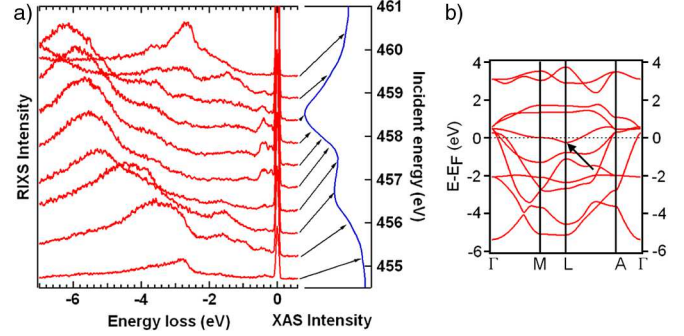 a)
RIXS Intensity
-6
-4
-2
0
Energy loss (eV)
XAS Intensity
461
460
459
458
457
456
455
Incident energy (eV)
b)
E-E_F (eV)
4
2
0
-2
-4
-6
4
2
0
-2
-4
-6
Γ
M
L
A
Γ